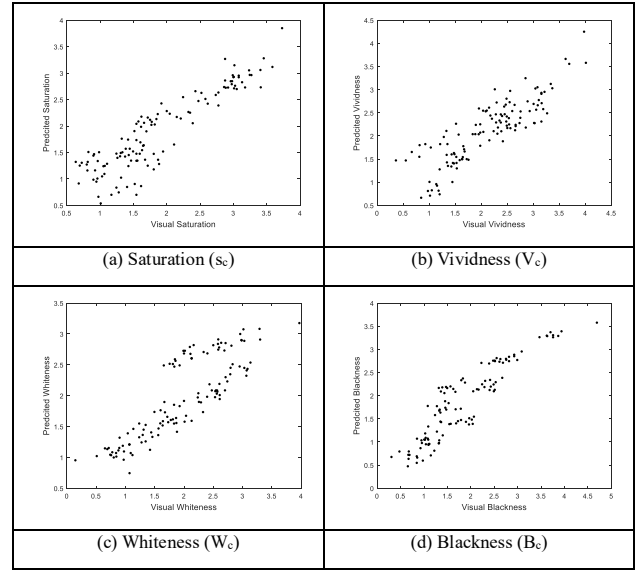 4
3.5
3
2.5
2
1.5
1
0.5
Predcited Saturation
0.5 1 1.5 2 2.5 3 3.5 4
Visual Saturation
(a) Saturation (sc)
4.5
4
3.5
3
2.5
2
1.5
1
0.5
Predcited Vividness
0 0.5 1 1.5 2 2.5 3 3.5 4 4.5
Visual Vividness
(b) Vividness (Vc)
3.5
3
2.5
2
1.5
1
0.5
Predcited Whiteness
0 0.5 1 1.5 2 2.5 3 3.5 4
Visual Whiteness
(c) Whiteness (Wc)
4
3.5
3
2.5
2
1.5
1
0.5
0
Predcited Blackness
0 0.5 1 1.5 2 2.5 3 3.5 4 4.5 5
Visual Blackness
(d) Blackness (Bc)